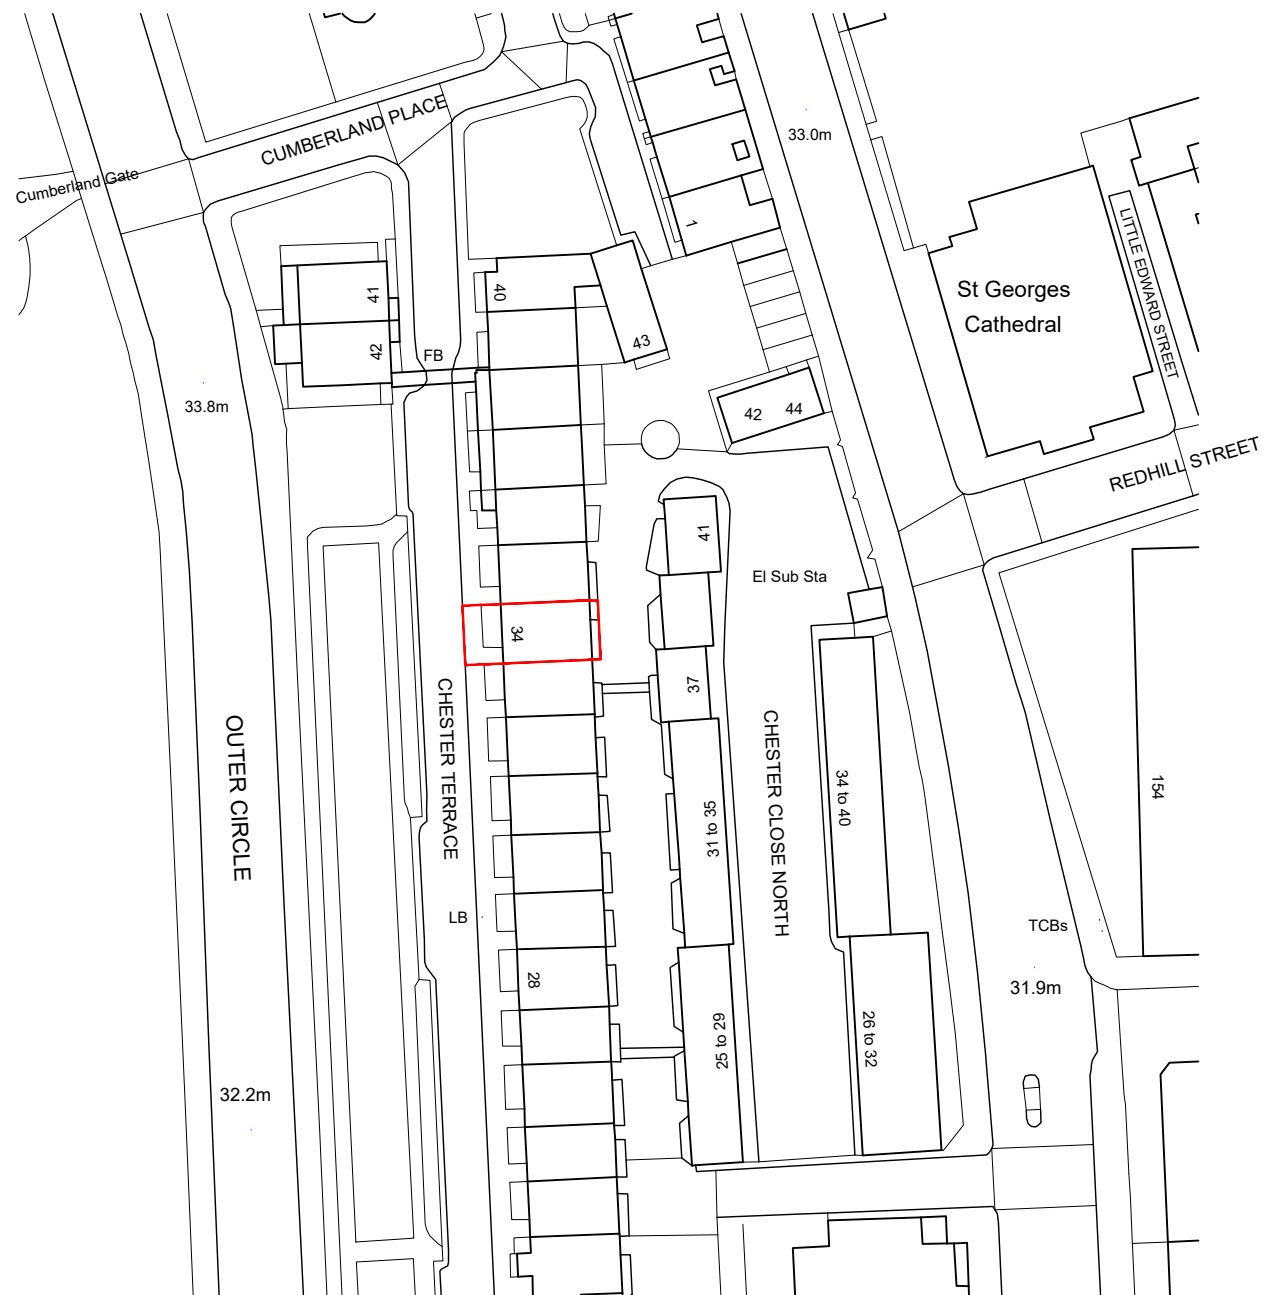 CUMBERLAND PLACE
33.0m
Cumberland Gate
LITTLE EDWARD STREET
1
St Georges
Cathedral
41
40
43
42
FB
33.8m
42
44
REDHILL STREET
41
El Sub Sta
34
37
CHESTER TERRACE
CHESTER CLOSE NORTH
OUTER CIRCLE
34 to 40
154
31 to 35
LB
TCBs
28
31.9m
25 to 29
26 to 32
32.2m